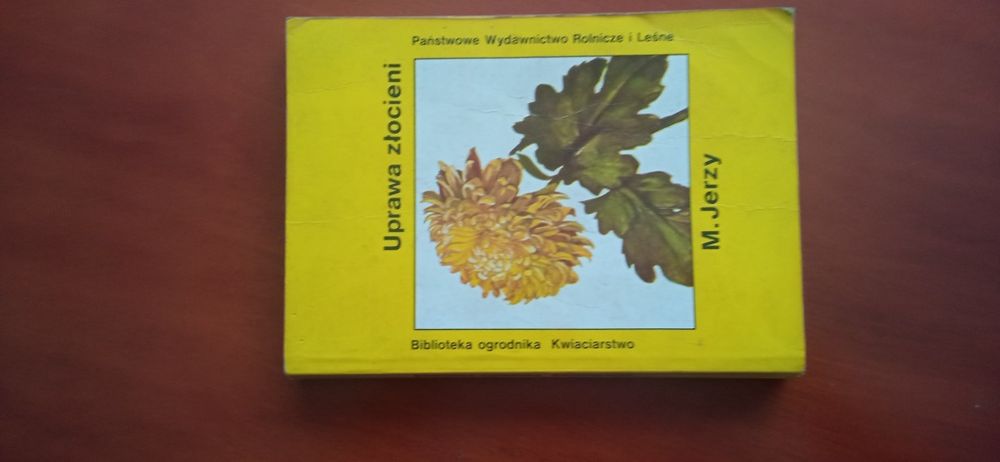 Państwowe Wydawnictwo Rolnicze i Leśne
Uprawa złocieni
M. Jerzy
Biblioteka ogrodnika Kwiaciarstwo